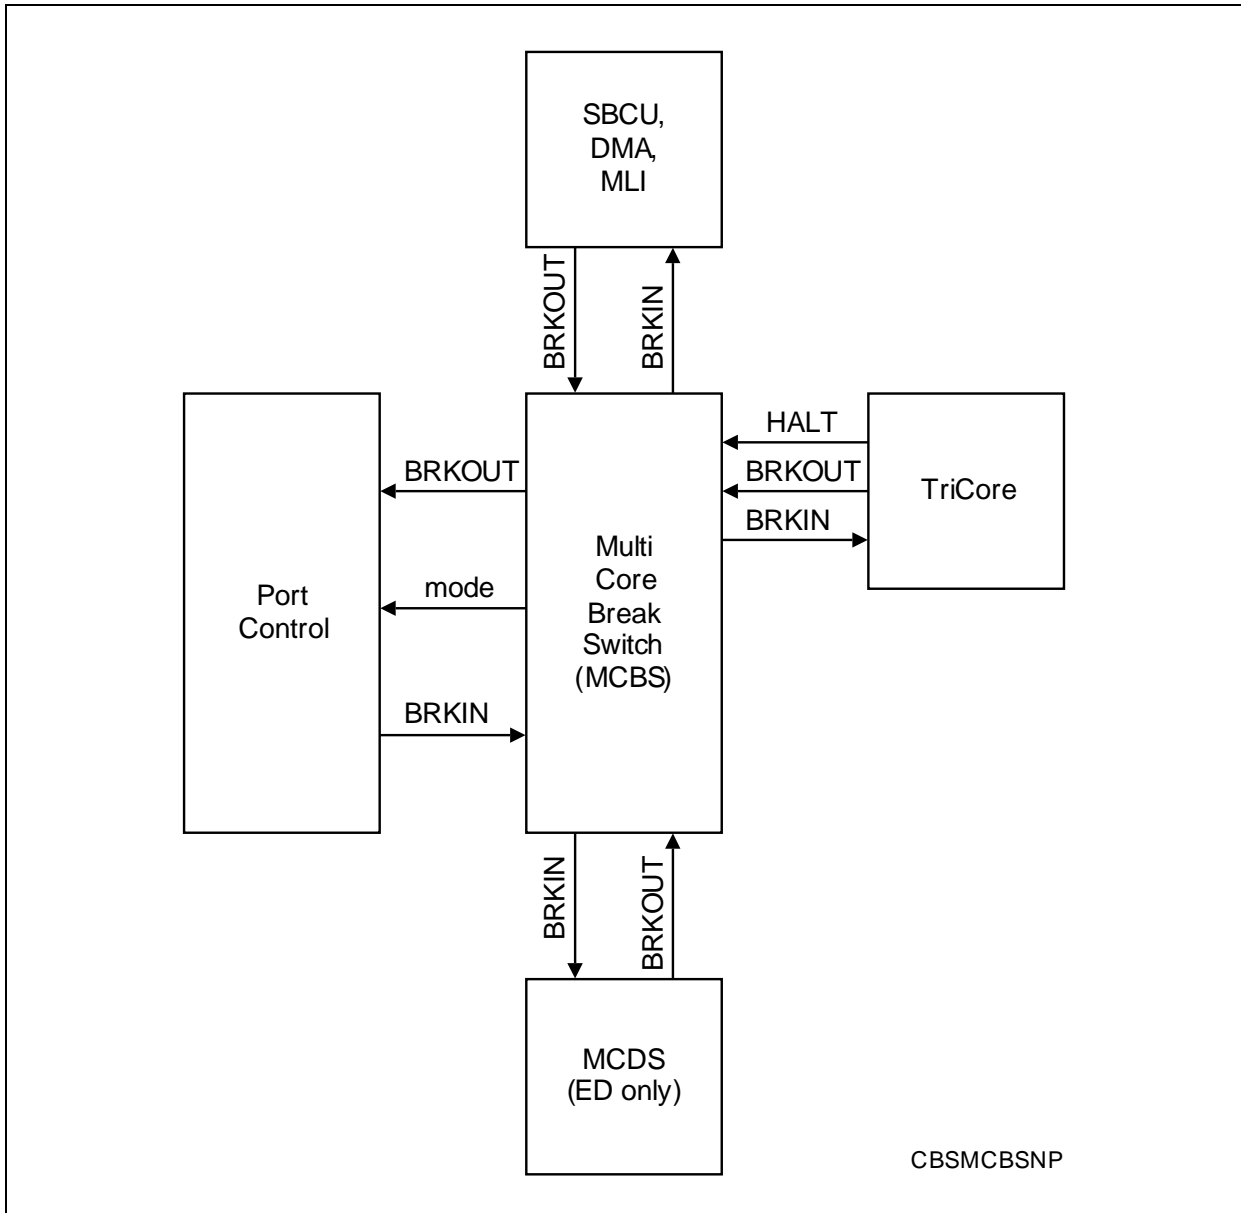 SBCU,
DMA,
MLI
BRKOUT
BRKIN
HALT
BRKOUT
BRKOUT
TriCore
BRKIN
Multi
Core
Break
Switch
(MCBS)
mode
Port
Control
BRKIN
BRKIN
BRKOUT
MCDS
(ED only)
CBSMCBSNP